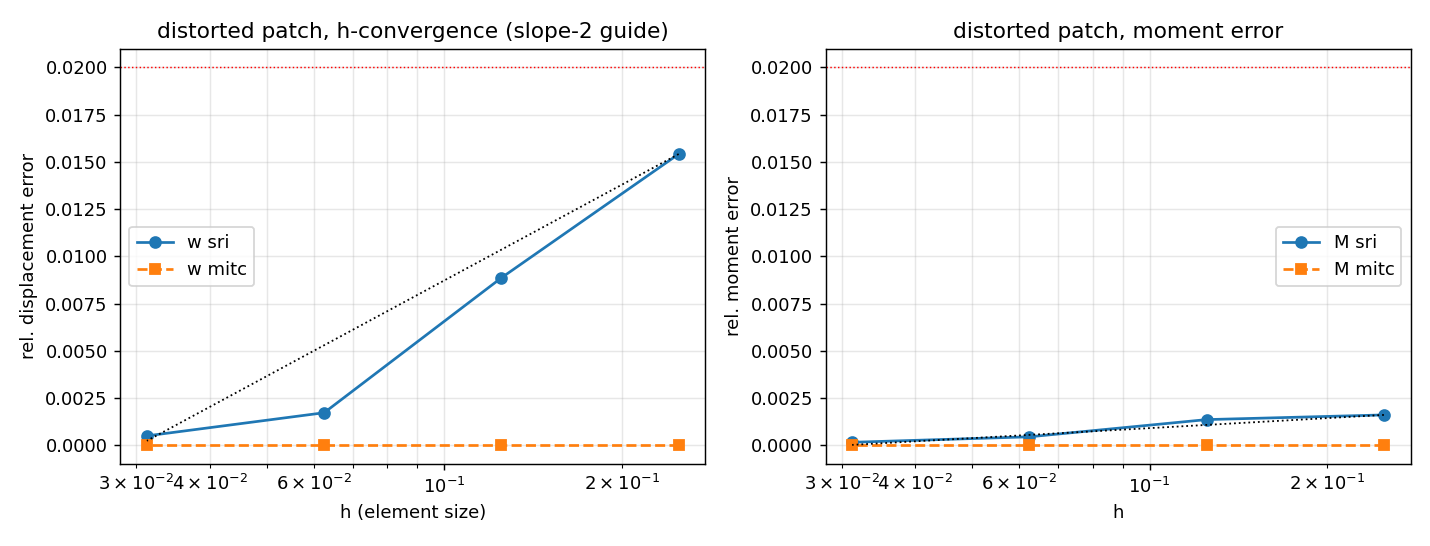 distorted patch, h-convergence (slope-2 guide)
rel. displacement error
0.0200
0.0175
0.0150
0.0125
0.0100
0.0075
0.0050
0.0025
0.0000
w sri
w mitc
3 × 10⁻² 4 × 10⁻² 6 × 10⁻² 10⁻¹ 2 × 10⁻¹
h (element size)
distorted patch, moment error
rel. moment error
0.0200
0.0175
0.0150
0.0125
0.0100
0.0075
0.0050
0.0025
0.0000
M sri
M mitc
3 × 10⁻² 4 × 10⁻² 6 × 10⁻² 10⁻¹ 2 × 10⁻¹
h